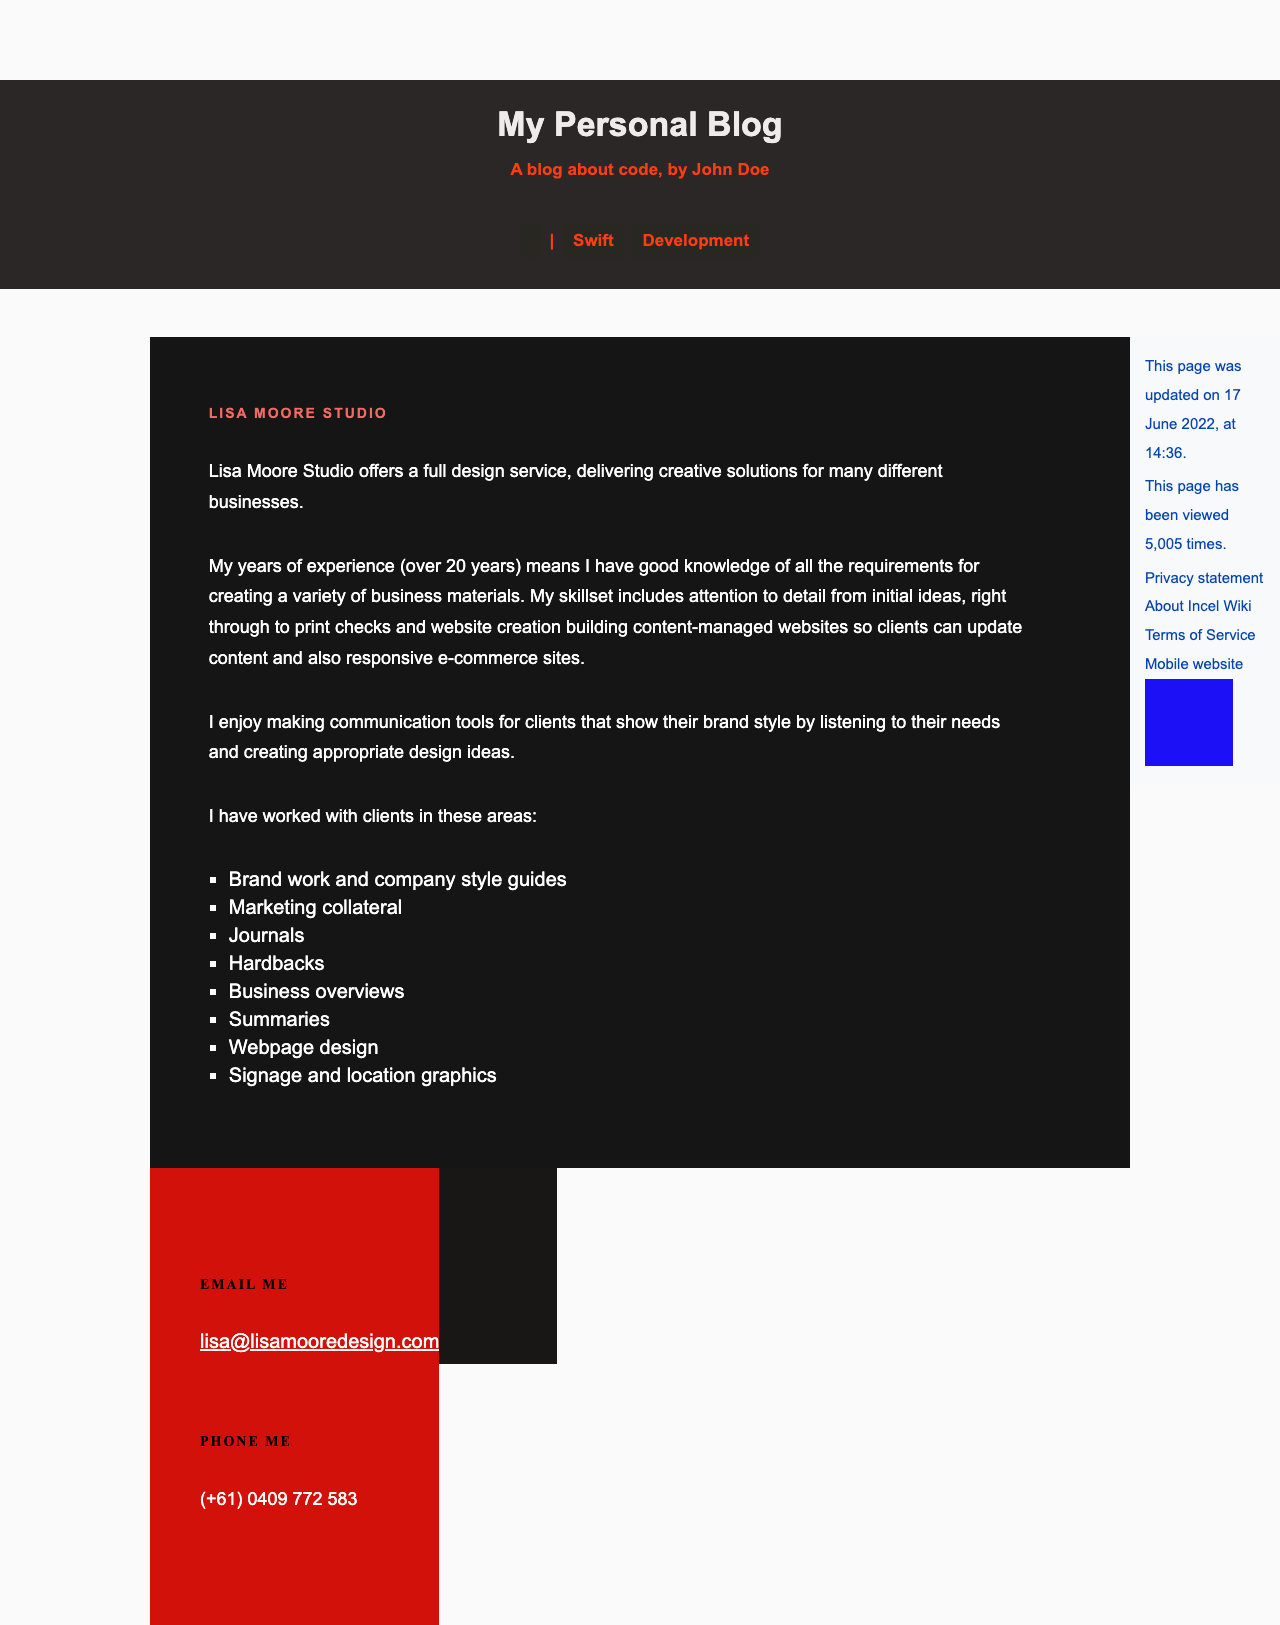 My Personal Blog
A blog about code, by John Doe
| Swift Development
LISA MOORE STUDIO
Lisa Moore Studio offers a full design service, delivering creative solutions for many different
businesses.
My years of experience (over 20 years) means I have good knowledge of all the requirements for
creating a variety of business materials. My skillset includes attention to detail from initial ideas, right
through to print checks and website creation building content-managed websites so clients can update
content and also responsive e-commerce sites.
I enjoy making communication tools for clients that show their brand style by listening to their needs
and creating appropriate design ideas.
I have worked with clients in these areas:
▪ Brand work and company style guides
▪ Marketing collateral
▪ Journals
▪ Hardbacks
▪ Business overviews
▪ Summaries
▪ Webpage design
▪ Signage and location graphics
This page was
updated on 17
June 2022, at
14:36.
This page has
been viewed
5,005 times.
Privacy statement
About Incel Wiki
Terms of Service
Mobile website
EMAIL ME
lisa@lisamooredesign.com
PHONE ME
(+61) 0409 772 583